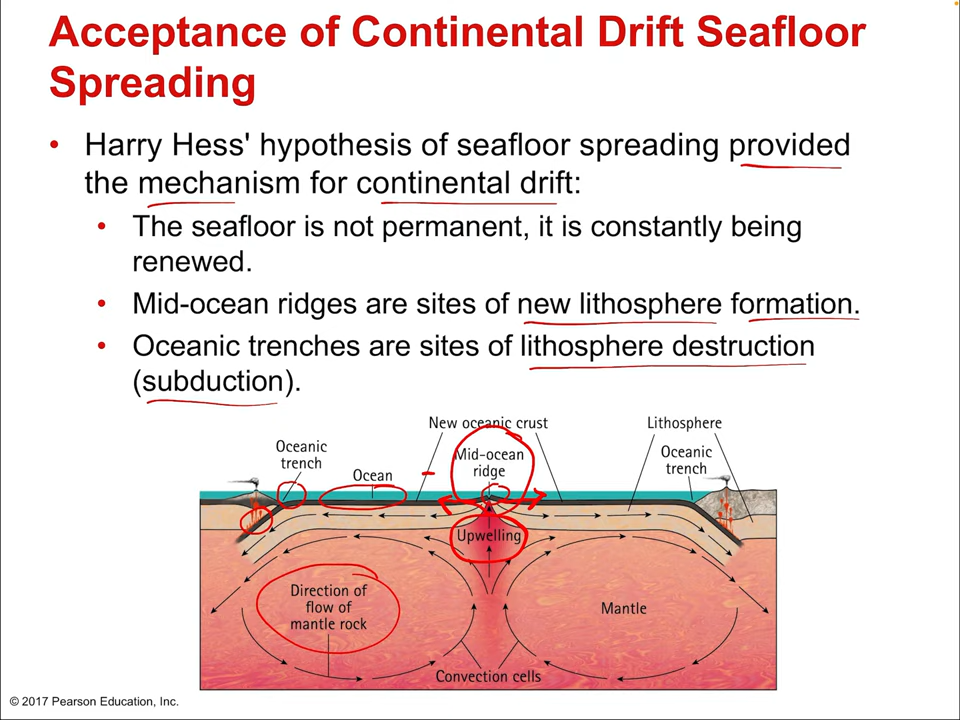 Acceptance of Continental Drift Seafloor
Spreading
• Harry Hess' hypothesis of seafloor spreading provided
the mechanism for continental drift:
• The seafloor is not permanent, it is constantly being
renewed.
• Mid-ocean ridges are sites of new lithosphere formation.
• Oceanic trenches are sites of lithosphere destruction
(subduction).
New oceanic crust
Lithosphere
Oceanic
trench
Ocean
Mid-ocean
ridge
Oceanic
trench
Upwelling
Direction of
flow of
mantle rock
Mantle
Convection cells
© 2017 Pearson Education, Inc.